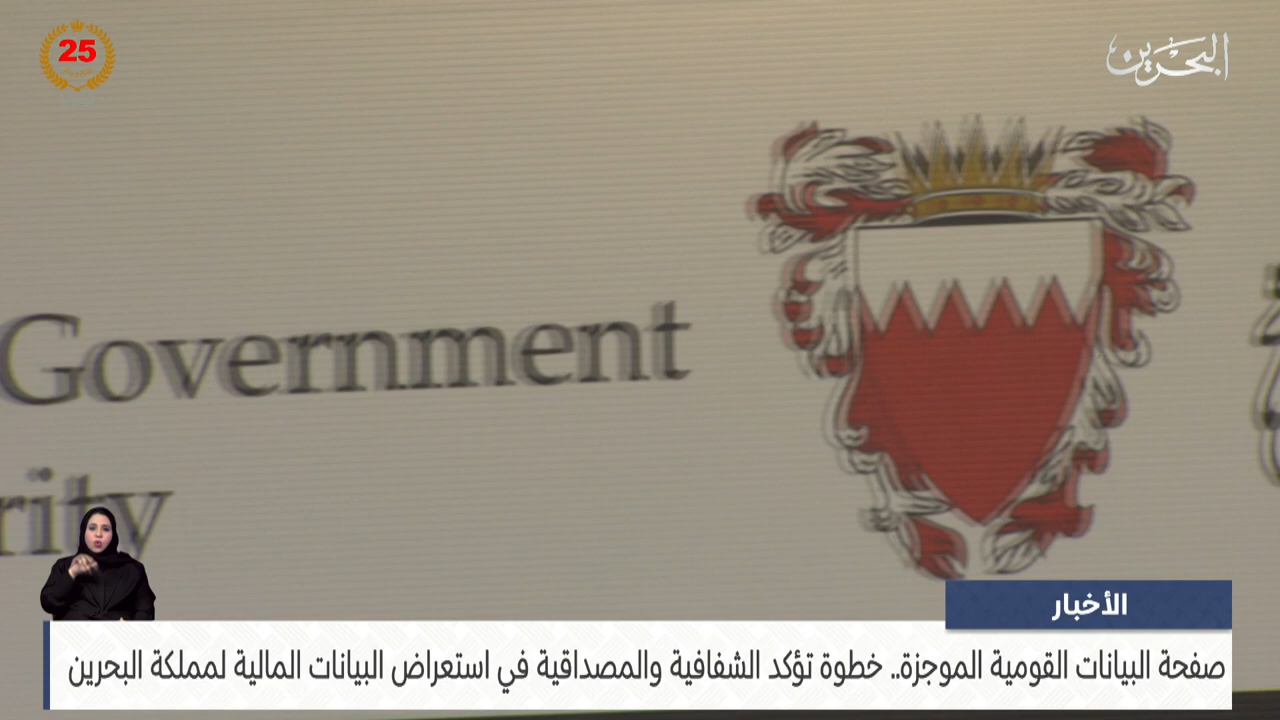 25
البحرين
Government
rity
الأخبار
صفحة البيانات القومية الموجزة.. خطوة تؤكد الشفافية والمصداقية في استعراض البيانات المالية لمملكة البحرين